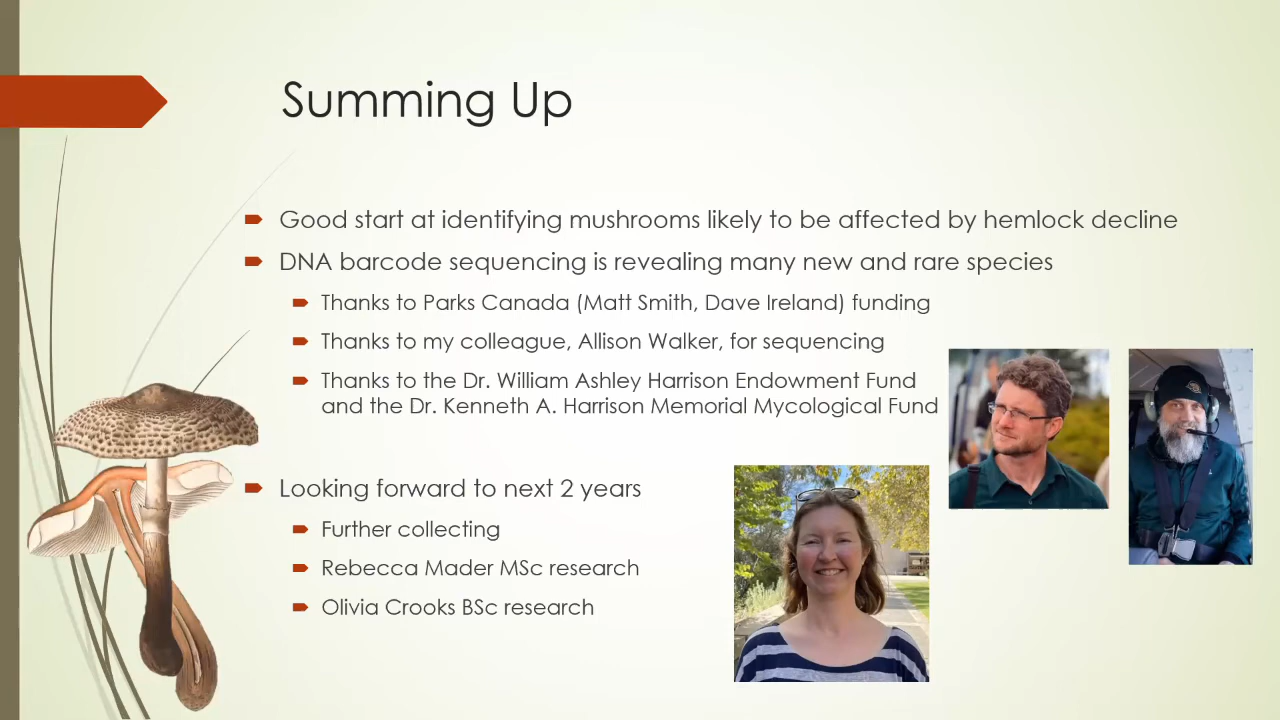 Summing Up
Good start at identifying mushrooms likely to be affected by hemlock decline
DNA barcode sequencing is revealing many new and rare species
Thanks to Parks Canada (Matt Smith, Dave Ireland) funding
Thanks to my colleague, Allison Walker, for sequencing
Thanks to the Dr. William Ashley Harrison Endowment Fund
and the Dr. Kenneth A. Harrison Memorial Mycological Fund
Looking forward to next 2 years
Further collecting
Rebecca Mader MSc research
Olivia Crooks BSc research